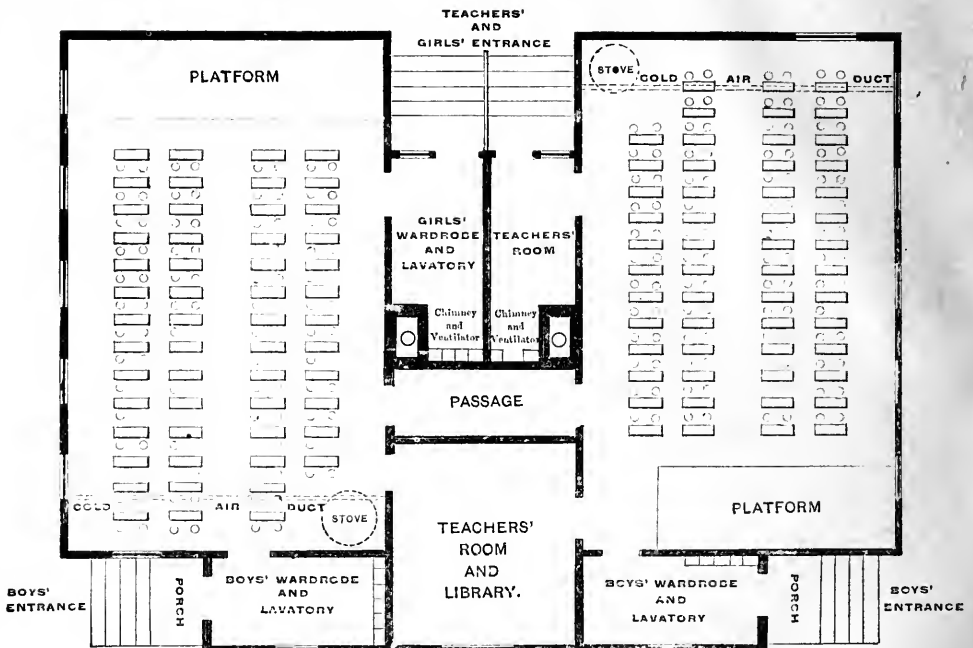 TEACHERS'
AND
GIRLS' ENTRANCE
PLATFORM
STOVE
COLD AIR DUCT
GIRLS'
WARDROBE
AND
LAVATORY
TEACHERS'
ROOM
Chimney
and
Ventilator
Chimney
and
Ventilator
PASSAGE
COLD AIR DUCT
STOVE
TEACHERS'
ROOM
AND
LIBRARY.
PLATFORM
BOYS'
ENTRANCE
PORCH
BOYS' WARDROBE
AND
LAVATORY
BOYS' WARDROBE
AND
LAVATORY
PORCH
BOYS'
ENTRANCE